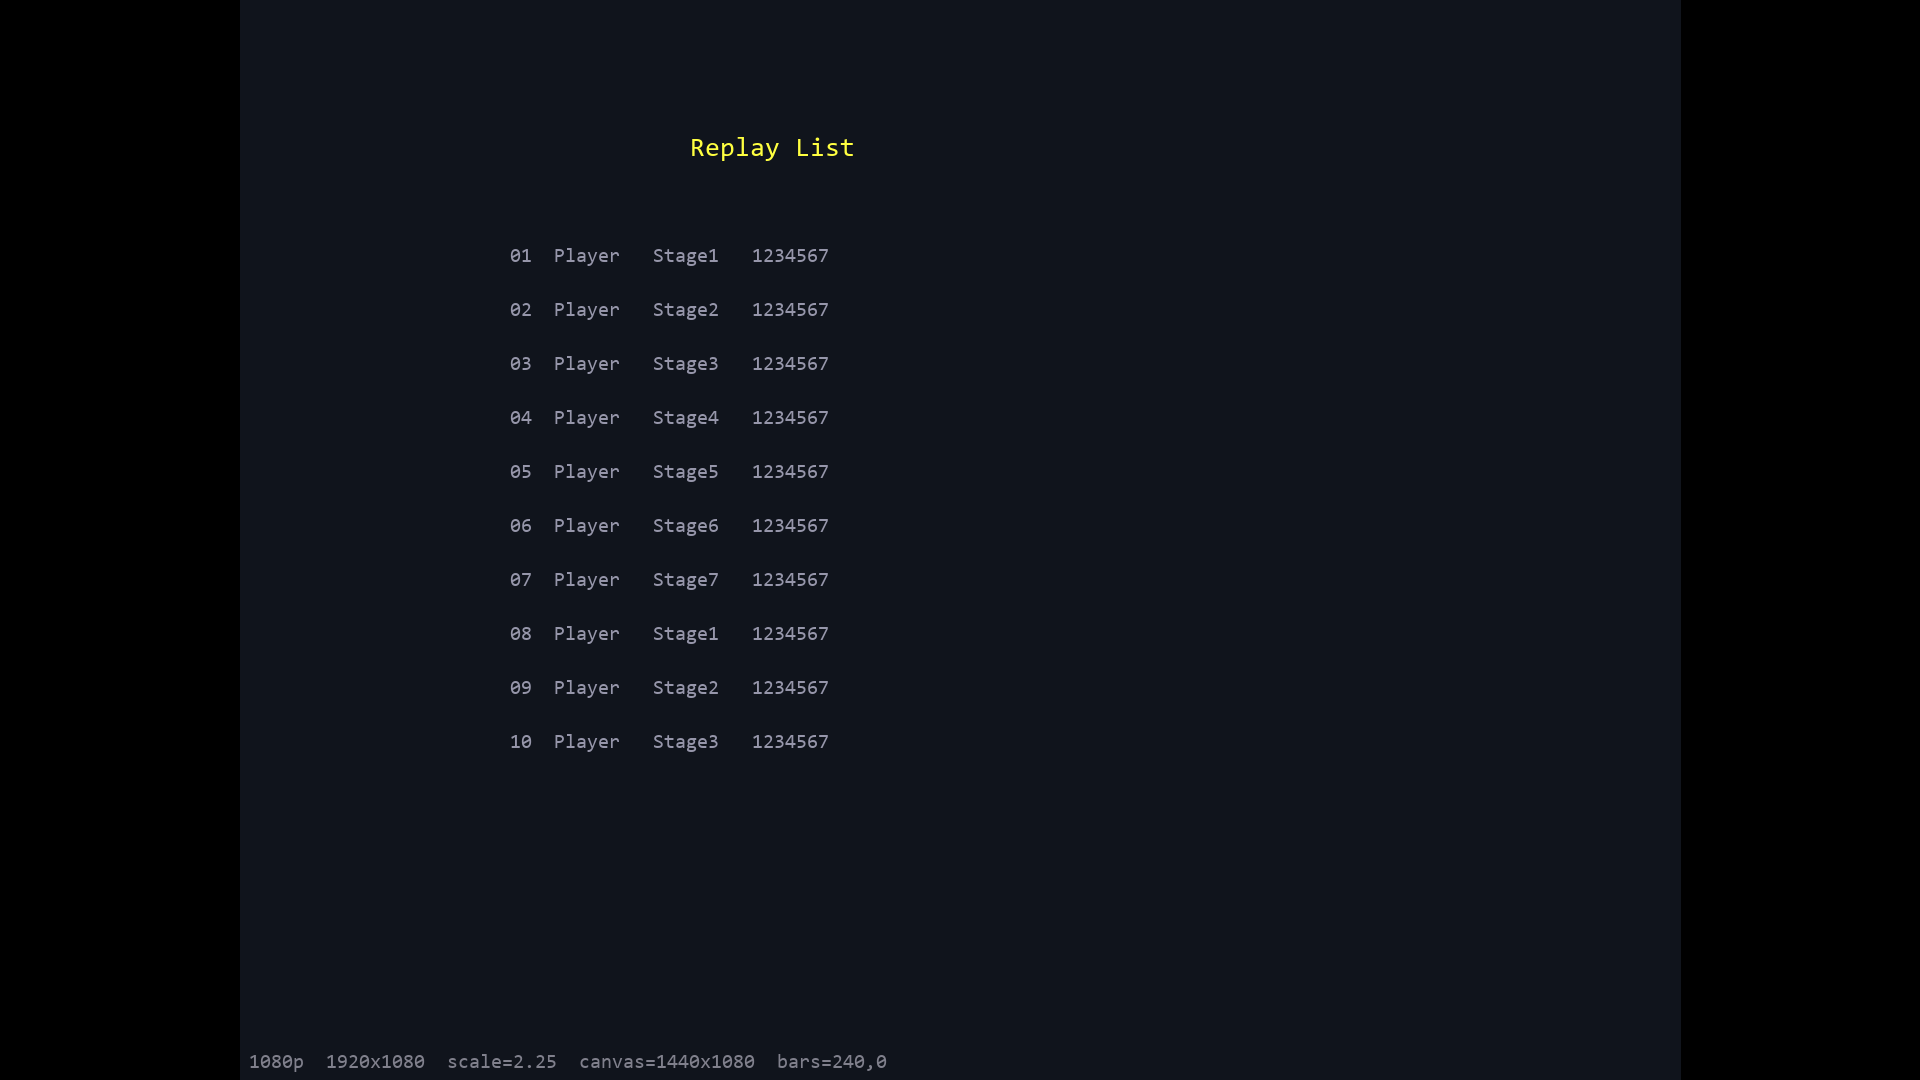 Replay List
01  Player   Stage1   1234567
02  Player   Stage2   1234567
03  Player   Stage3   1234567
04  Player   Stage4   1234567
05  Player   Stage5   1234567
06  Player   Stage6   1234567
07  Player   Stage7   1234567
08  Player   Stage1   1234567
09  Player   Stage2   1234567
10  Player   Stage3   1234567
1080p  1920x1080  scale=2.25  canvas=1440x1080  bars=240,0